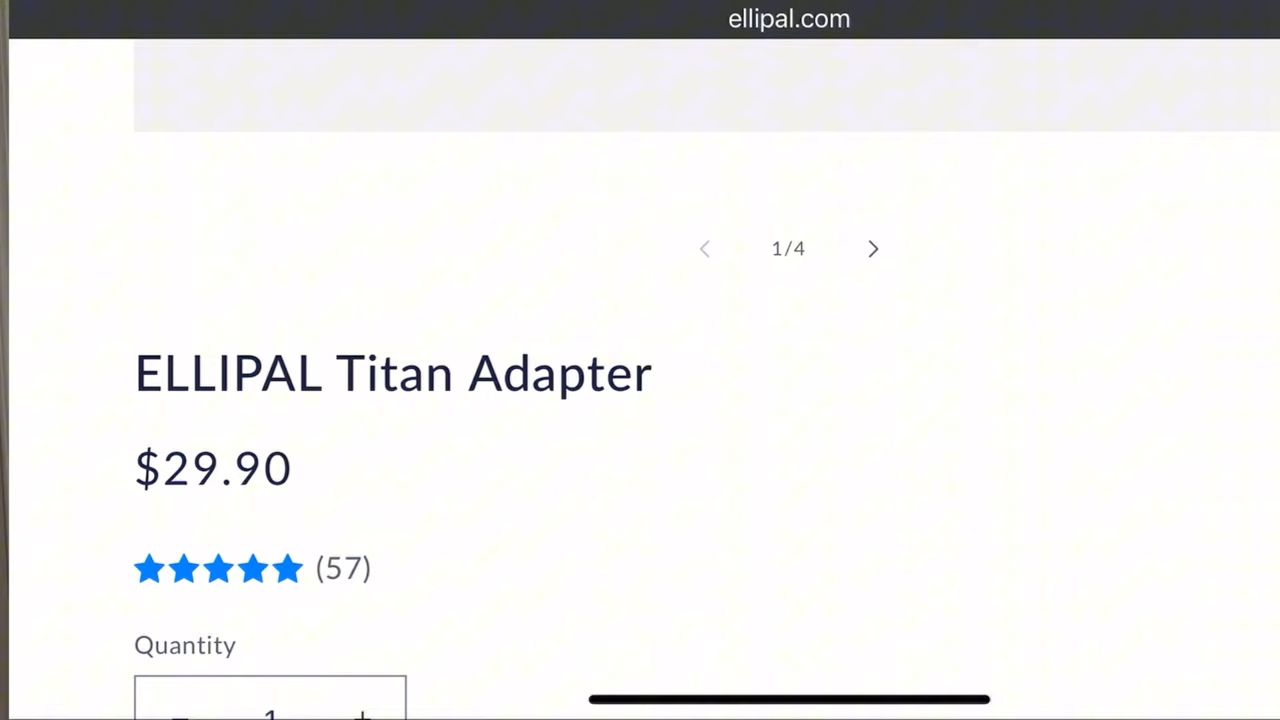 ellipal.com
1/4
ELLIPAL Titan Adapter
$29.90
(57)
Quantity
- 1 +